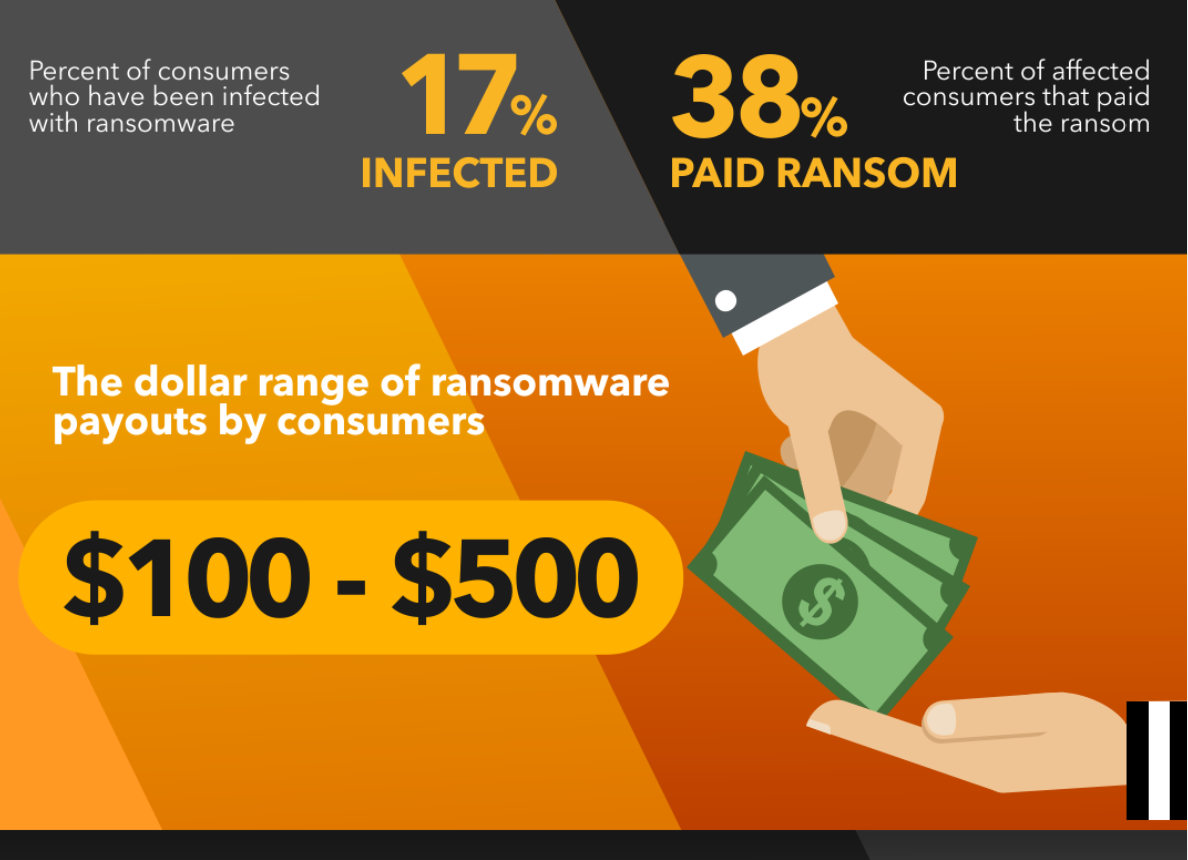 Percent of consumers
who have been infected
with ransomware
17%
INFECTED
38%
PAID RANSOM
Percent of affected
consumers that paid
the ransom
The dollar range of ransomware
payouts by consumers
$100 - $500
$